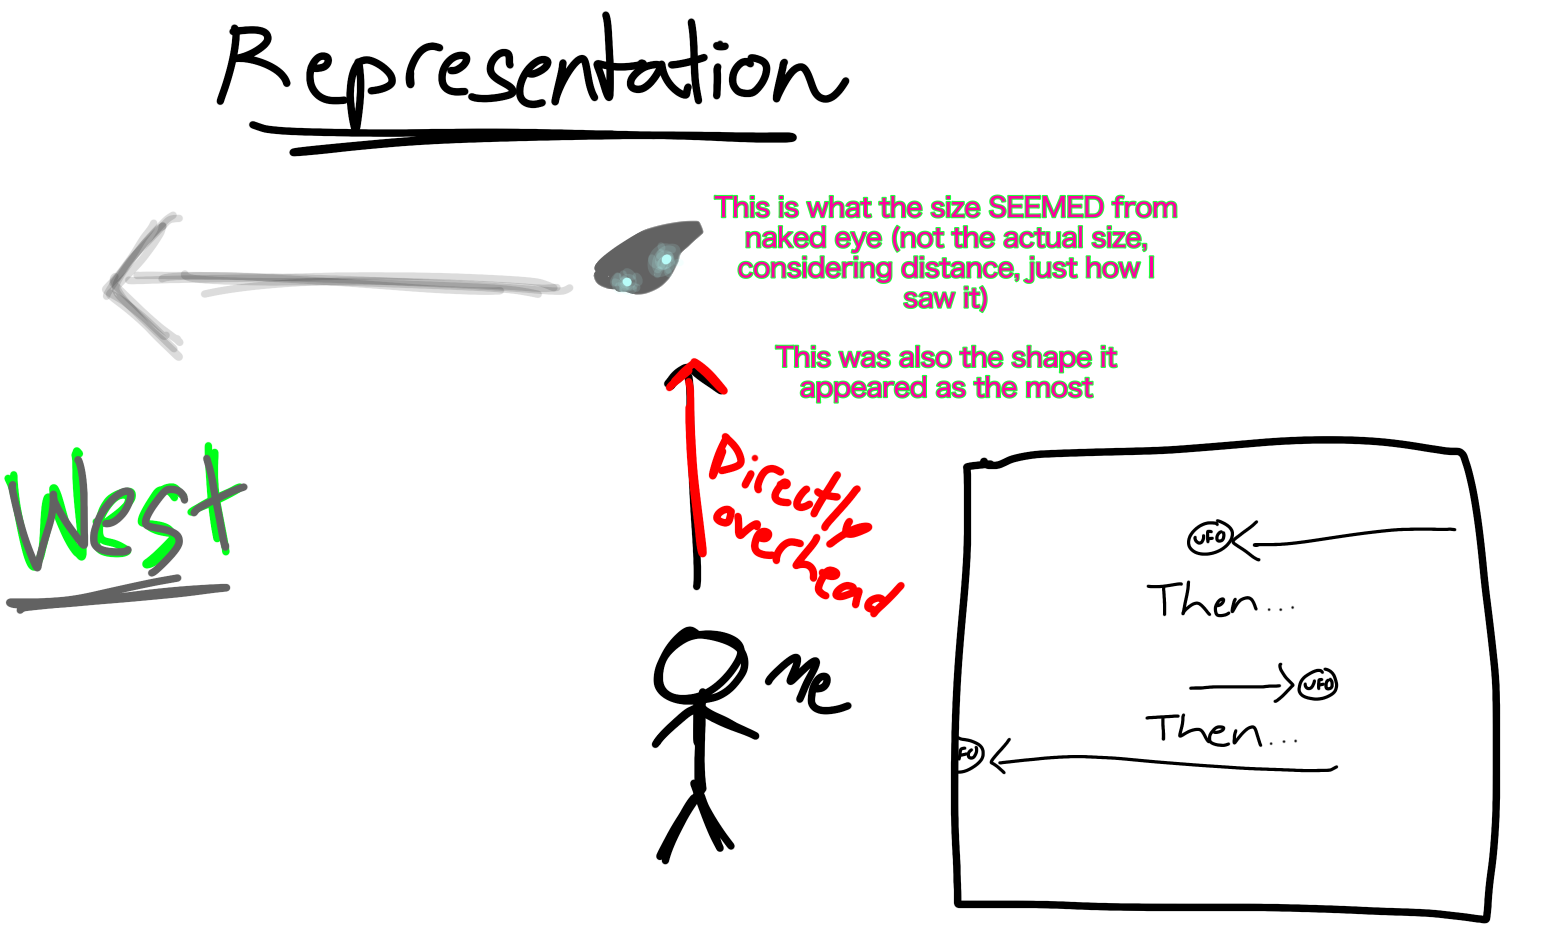 Representation
This is what the size SEEMED from
naked eye (not the actual size,
considering distance, just how I
saw it)
This was also the shape it
appeared as the most
West
Directly
overhead
Me
UFO
Then...
UFO
Then...
FO